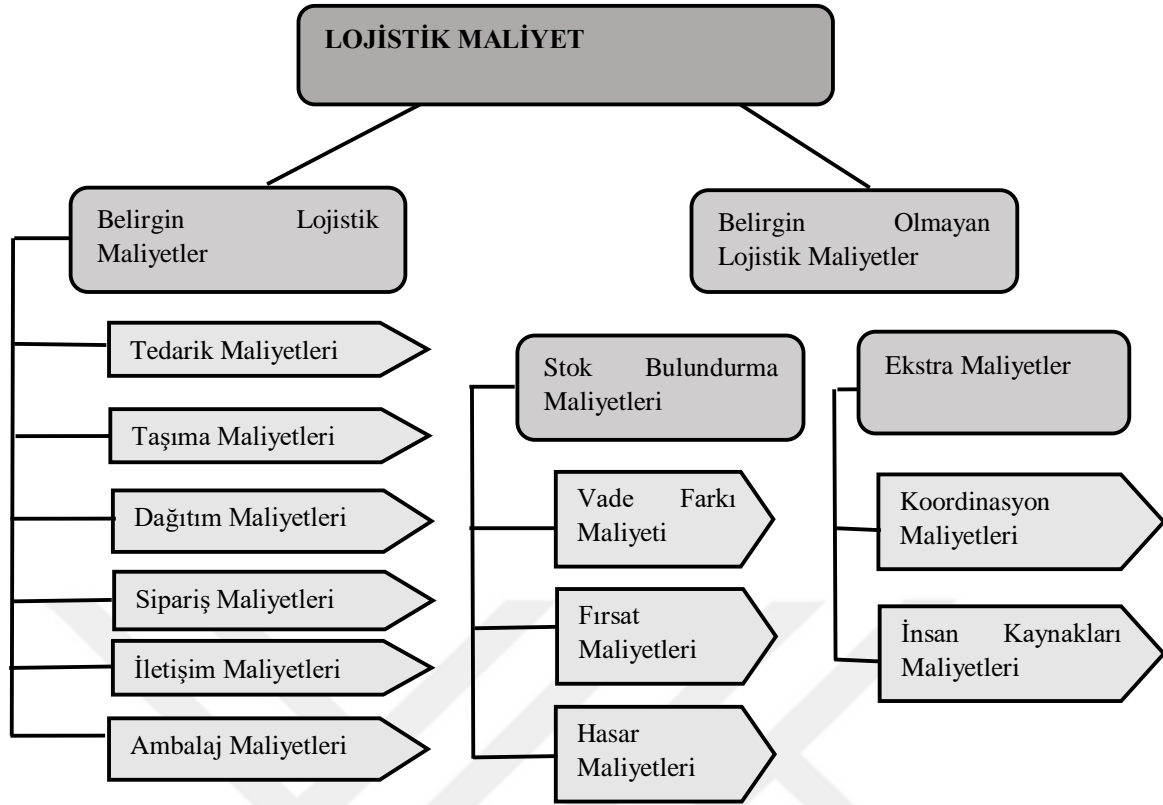 LOJİSTİK MALİYET
Belirgin Lojistik
Maliyetler
Belirgin Olmayan
Lojistik Maliyetler
Tedarik Maliyetleri
Taşıma Maliyetleri
Dağıtım Maliyetleri
Sipariş Maliyetleri
İletişim Maliyetleri
Ambalaj Maliyetleri
Stok Bulundurma
Maliyetleri
Vade Farkı
Maliyeti
Fırsat
Maliyetleri
Hasar
Maliyetleri
Ekstra Maliyetler
Koordinasyon
Maliyetleri
İnsan Kaynakları
Maliyetleri